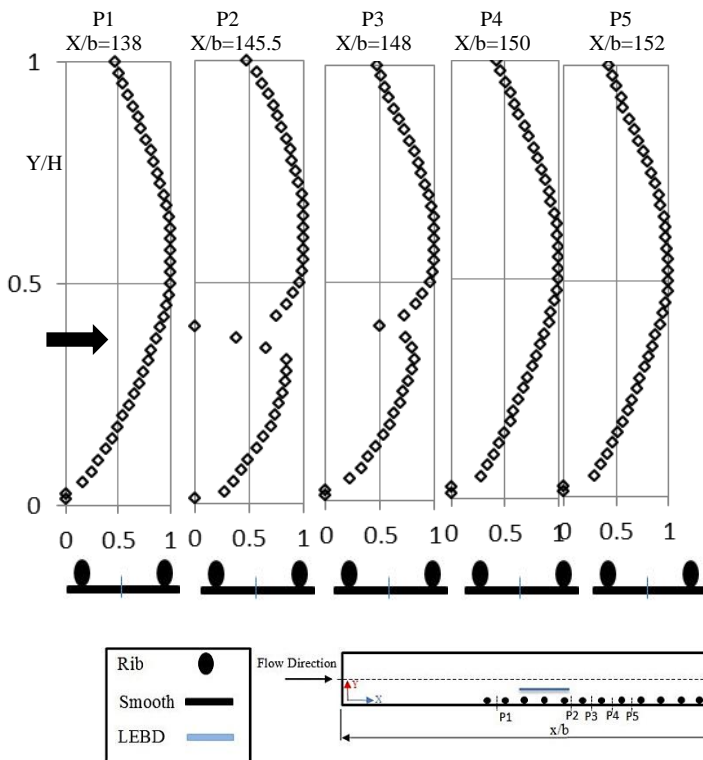 P1 P2 P3 P4 P5
X/b=138 X/b=145.5 X/b=148 X/b=150 X/b=152
1
Y/H
0.5
0
0 0.5 1 0 0.5 1 0 0.5 1 0 0.5 1 0 0.5 1
Rib
Smooth
LEBD
Flow Direction
Y
X
P1 P2 P3 P4 P5
x/b